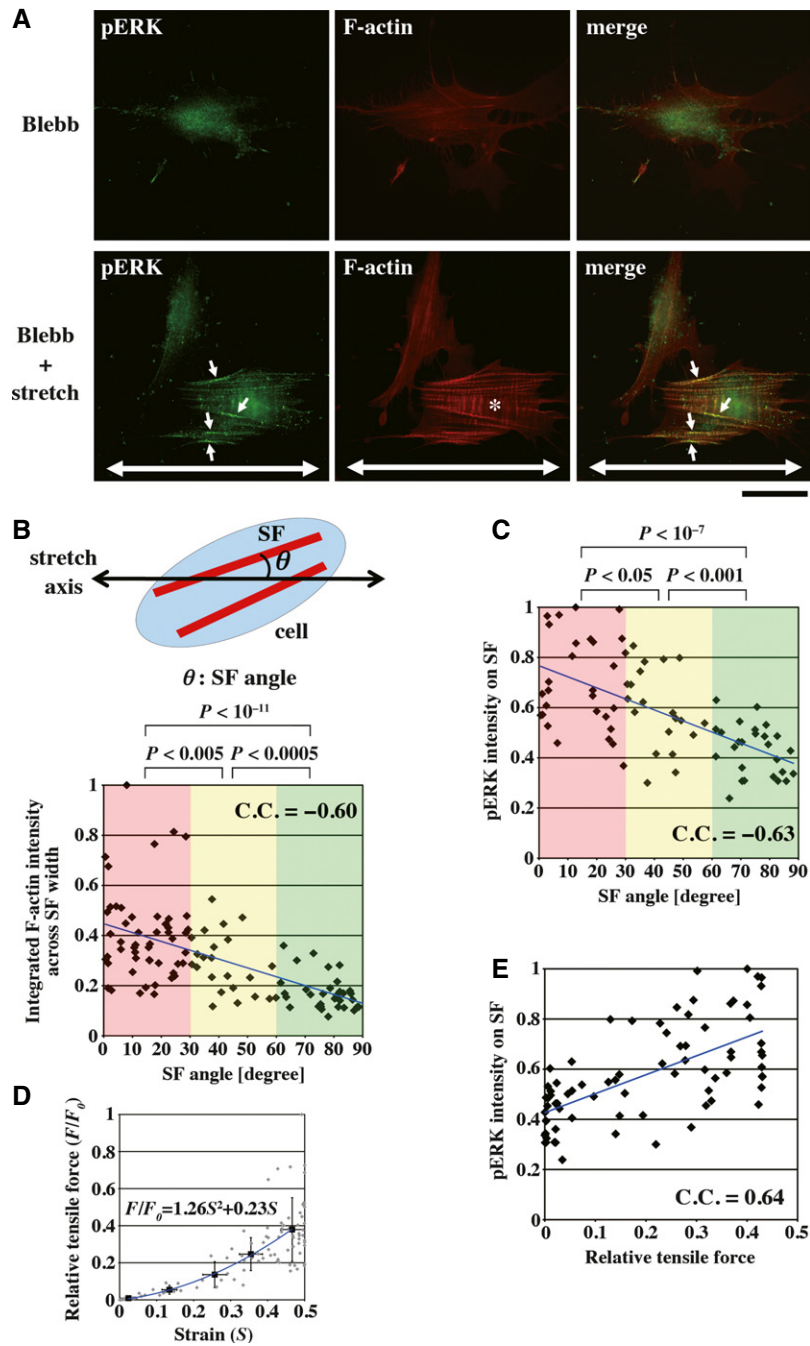 A
pERK
F-actin
merge
Blebb
pERK
F-actin
merge
Blebb
+
stretch
*
B
SF
θ
stretch
axis
cell
θ: SF angle
P < 10⁻¹¹
P < 0.005
P < 0.0005
C.C. = −0.60
Integrated F-actin intensity
across SF width
1
0.8
0.6
0.4
0.2
0
0 10 20 30 40 50 60 70 80 90
SF angle [degree]
C
P < 10⁻⁷
P < 0.05
P < 0.001
pERK intensity on SF
1
0.8
0.6
0.4
0.2
0
C.C. = −0.63
0 10 20 30 40 50 60 70 80 90
SF angle [degree]
D
Relative tensile force (F/F₀)
1
0.8
0.6
0.4
0.2
0
F/F₀=1.26S²+0.23S
0 0.1 0.2 0.3 0.4 0.5
Strain (S)
E
pERK intensity on SF
1
0.8
0.6
0.4
0.2
0
C.C. = 0.64
0 0.1 0.2 0.3 0.4 0.5
Relative tensile force